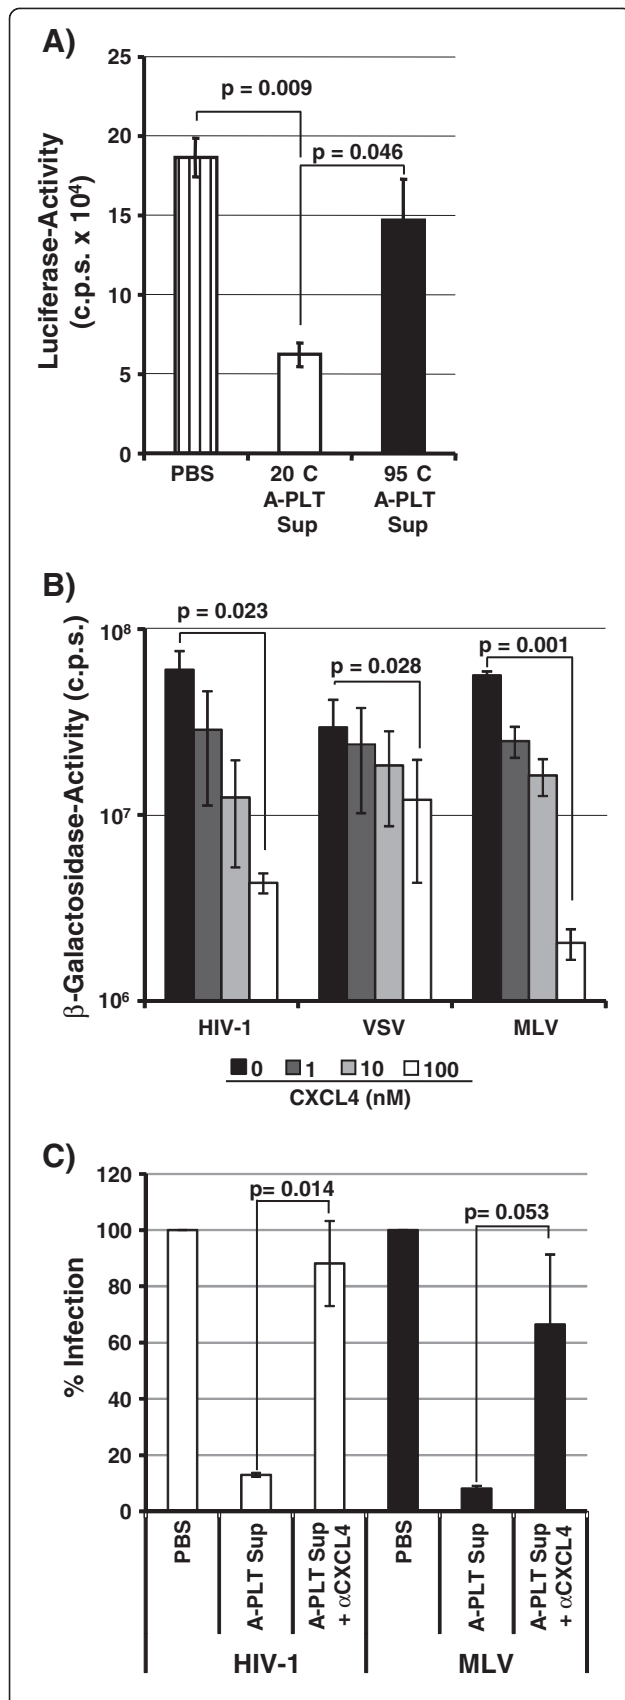 A)
25
20
15
10
5
0
Luciferase-Activity
(c.p.s. x 10⁴)
p = 0.009
p = 0.046
PBS
20 C
A-PLT
Sup
95 C
A-PLT
Sup
B)
10⁸
10⁷
10⁶
β-Galactosidase-Activity (c.p.s.)
p = 0.023
p = 0.028
p = 0.001
HIV-1 VSV MLV
0 1 10 100
CXCL4 (nM)
C)
120
100
80
60
40
20
0
% Infection
p= 0.014
p= 0.053
PBS
A-PLT Sup
A-PLT Sup
+ αCXCL4
PBS
A-PLT Sup
A-PLT Sup
+ αCXCL4
HIV-1 MLV